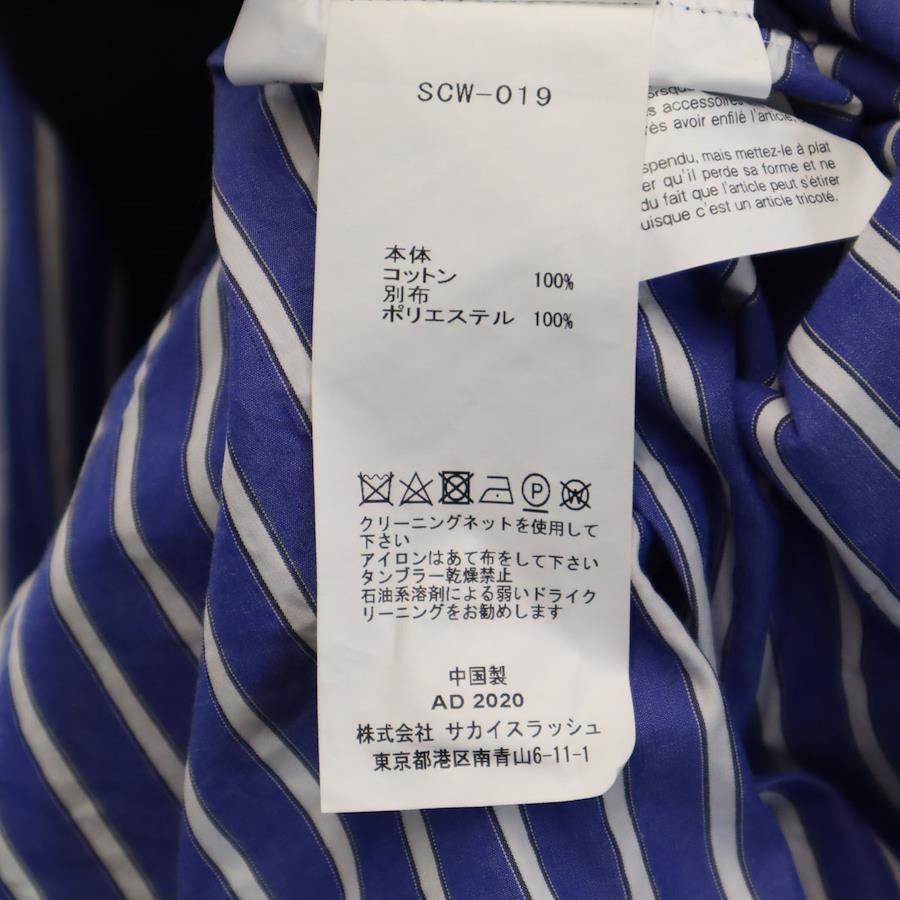 SCW-019
本体
コットン 100%
別布
ポリエステル 100%
P
W
クリーニングネットを使用して
下さい
アイロンはあて布をして下さい
タンブラー乾燥禁止
石油系溶剤による弱いドライク
リーニングをお勧めします
中国製
AD 2020
株式会社 サカイスラッシュ
東京都港区南青山6-11-1
accessoires
avoir enfilé l'article,
mais mettez-le à plat
qu'il perde sa forme et ne
du fait que l'article peut s'étirer
c'est un article tricoté.